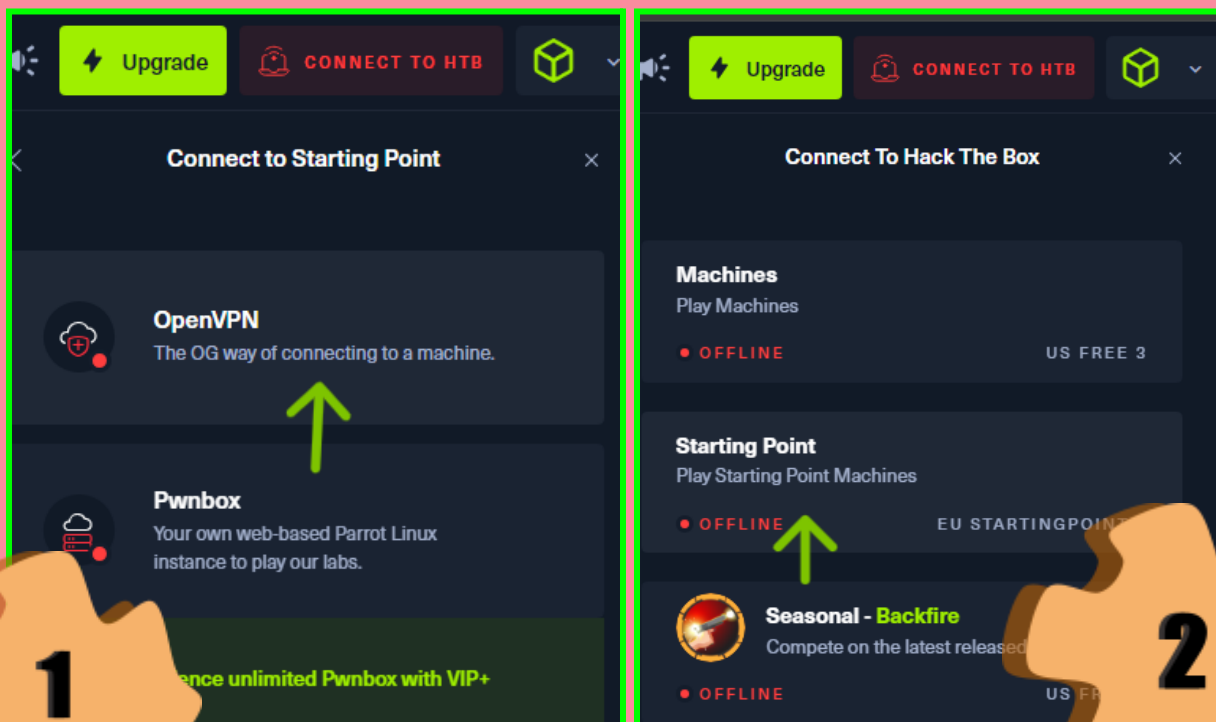 Upgrade
CONNECT TO HTB
Connect to Starting Point
OpenVPN
The OG way of connecting to a machine.
Pwnbox
Your own web-based Parrot Linux
instance to play our labs.
unlimited Pwnbox with VIP+
1
Upgrade
CONNECT TO HTB
Connect To Hack The Box
Machines
Play Machines
OFFLINE
US FREE 3
Starting Point
Play Starting Point Machines
OFFLINE
EU
Seasonal - Backfire
Compete on the latest released
OFFLINE
US
2